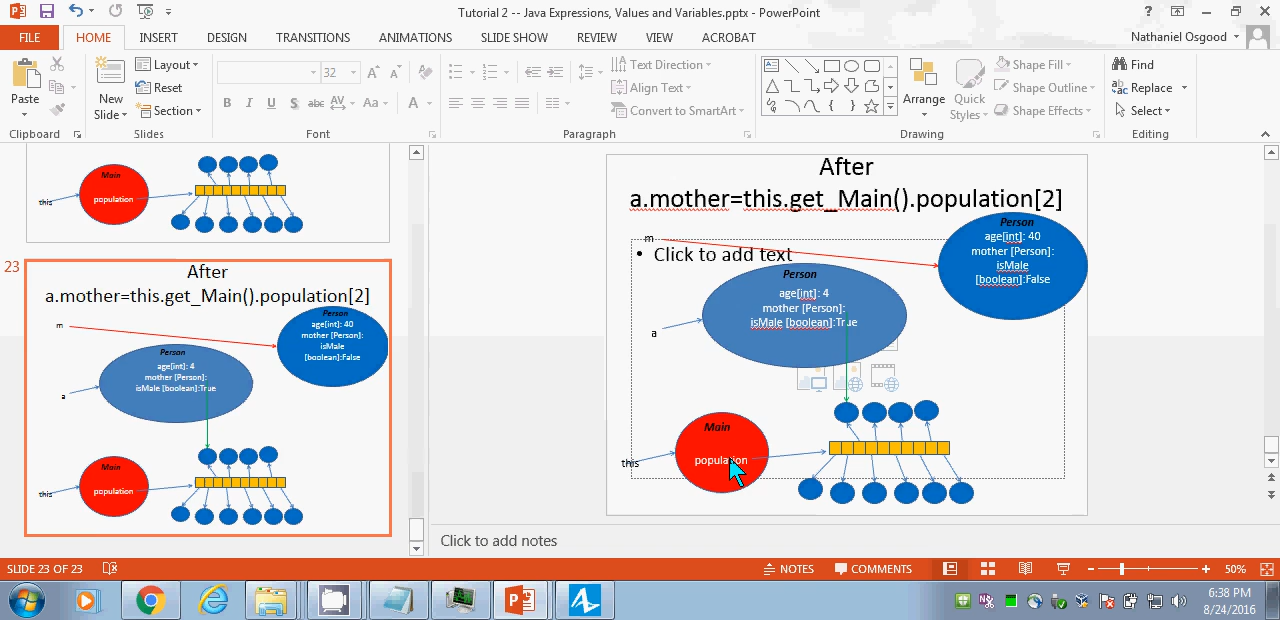 Tutorial 2 -- Java Expressions, Values and Variables.pptx - PowerPoint
FILE HOME INSERT DESIGN TRANSITIONS ANIMATIONS SLIDE SHOW REVIEW VIEW ACROBAT
Nathaniel Osgood
Paste
New
Slide
Layout
Reset
Section
32
B I U S abc AV Aa A
Text Direction
Align Text
Convert to SmartArt
Arrange
Quick
Styles
Shape Fill
Shape Outline
Shape Effects
Find
Replace
Select
Clipboard Slides Font Paragraph Drawing Editing
Main
this
population
23
After
a.mother=this.get_Main().population[2]
m
Person
age[int]: 40
mother [Person]:
isMale
[boolean]:False
Person
age[int]: 4
mother [Person]:
isMale [boolean]:True
a
Main
population
this
After
a.mother=this.get_Main().population[2]
m
• Click to add text
Person
age[int]: 40
mother [Person]:
isMale
[boolean]:False
Person
age[int]: 4
mother [Person]:
isMale [boolean]:True
a
Main
population
this
Click to add notes
SLIDE 23 OF 23
NOTES COMMENTS 50%
6:38 PM
8/24/2016